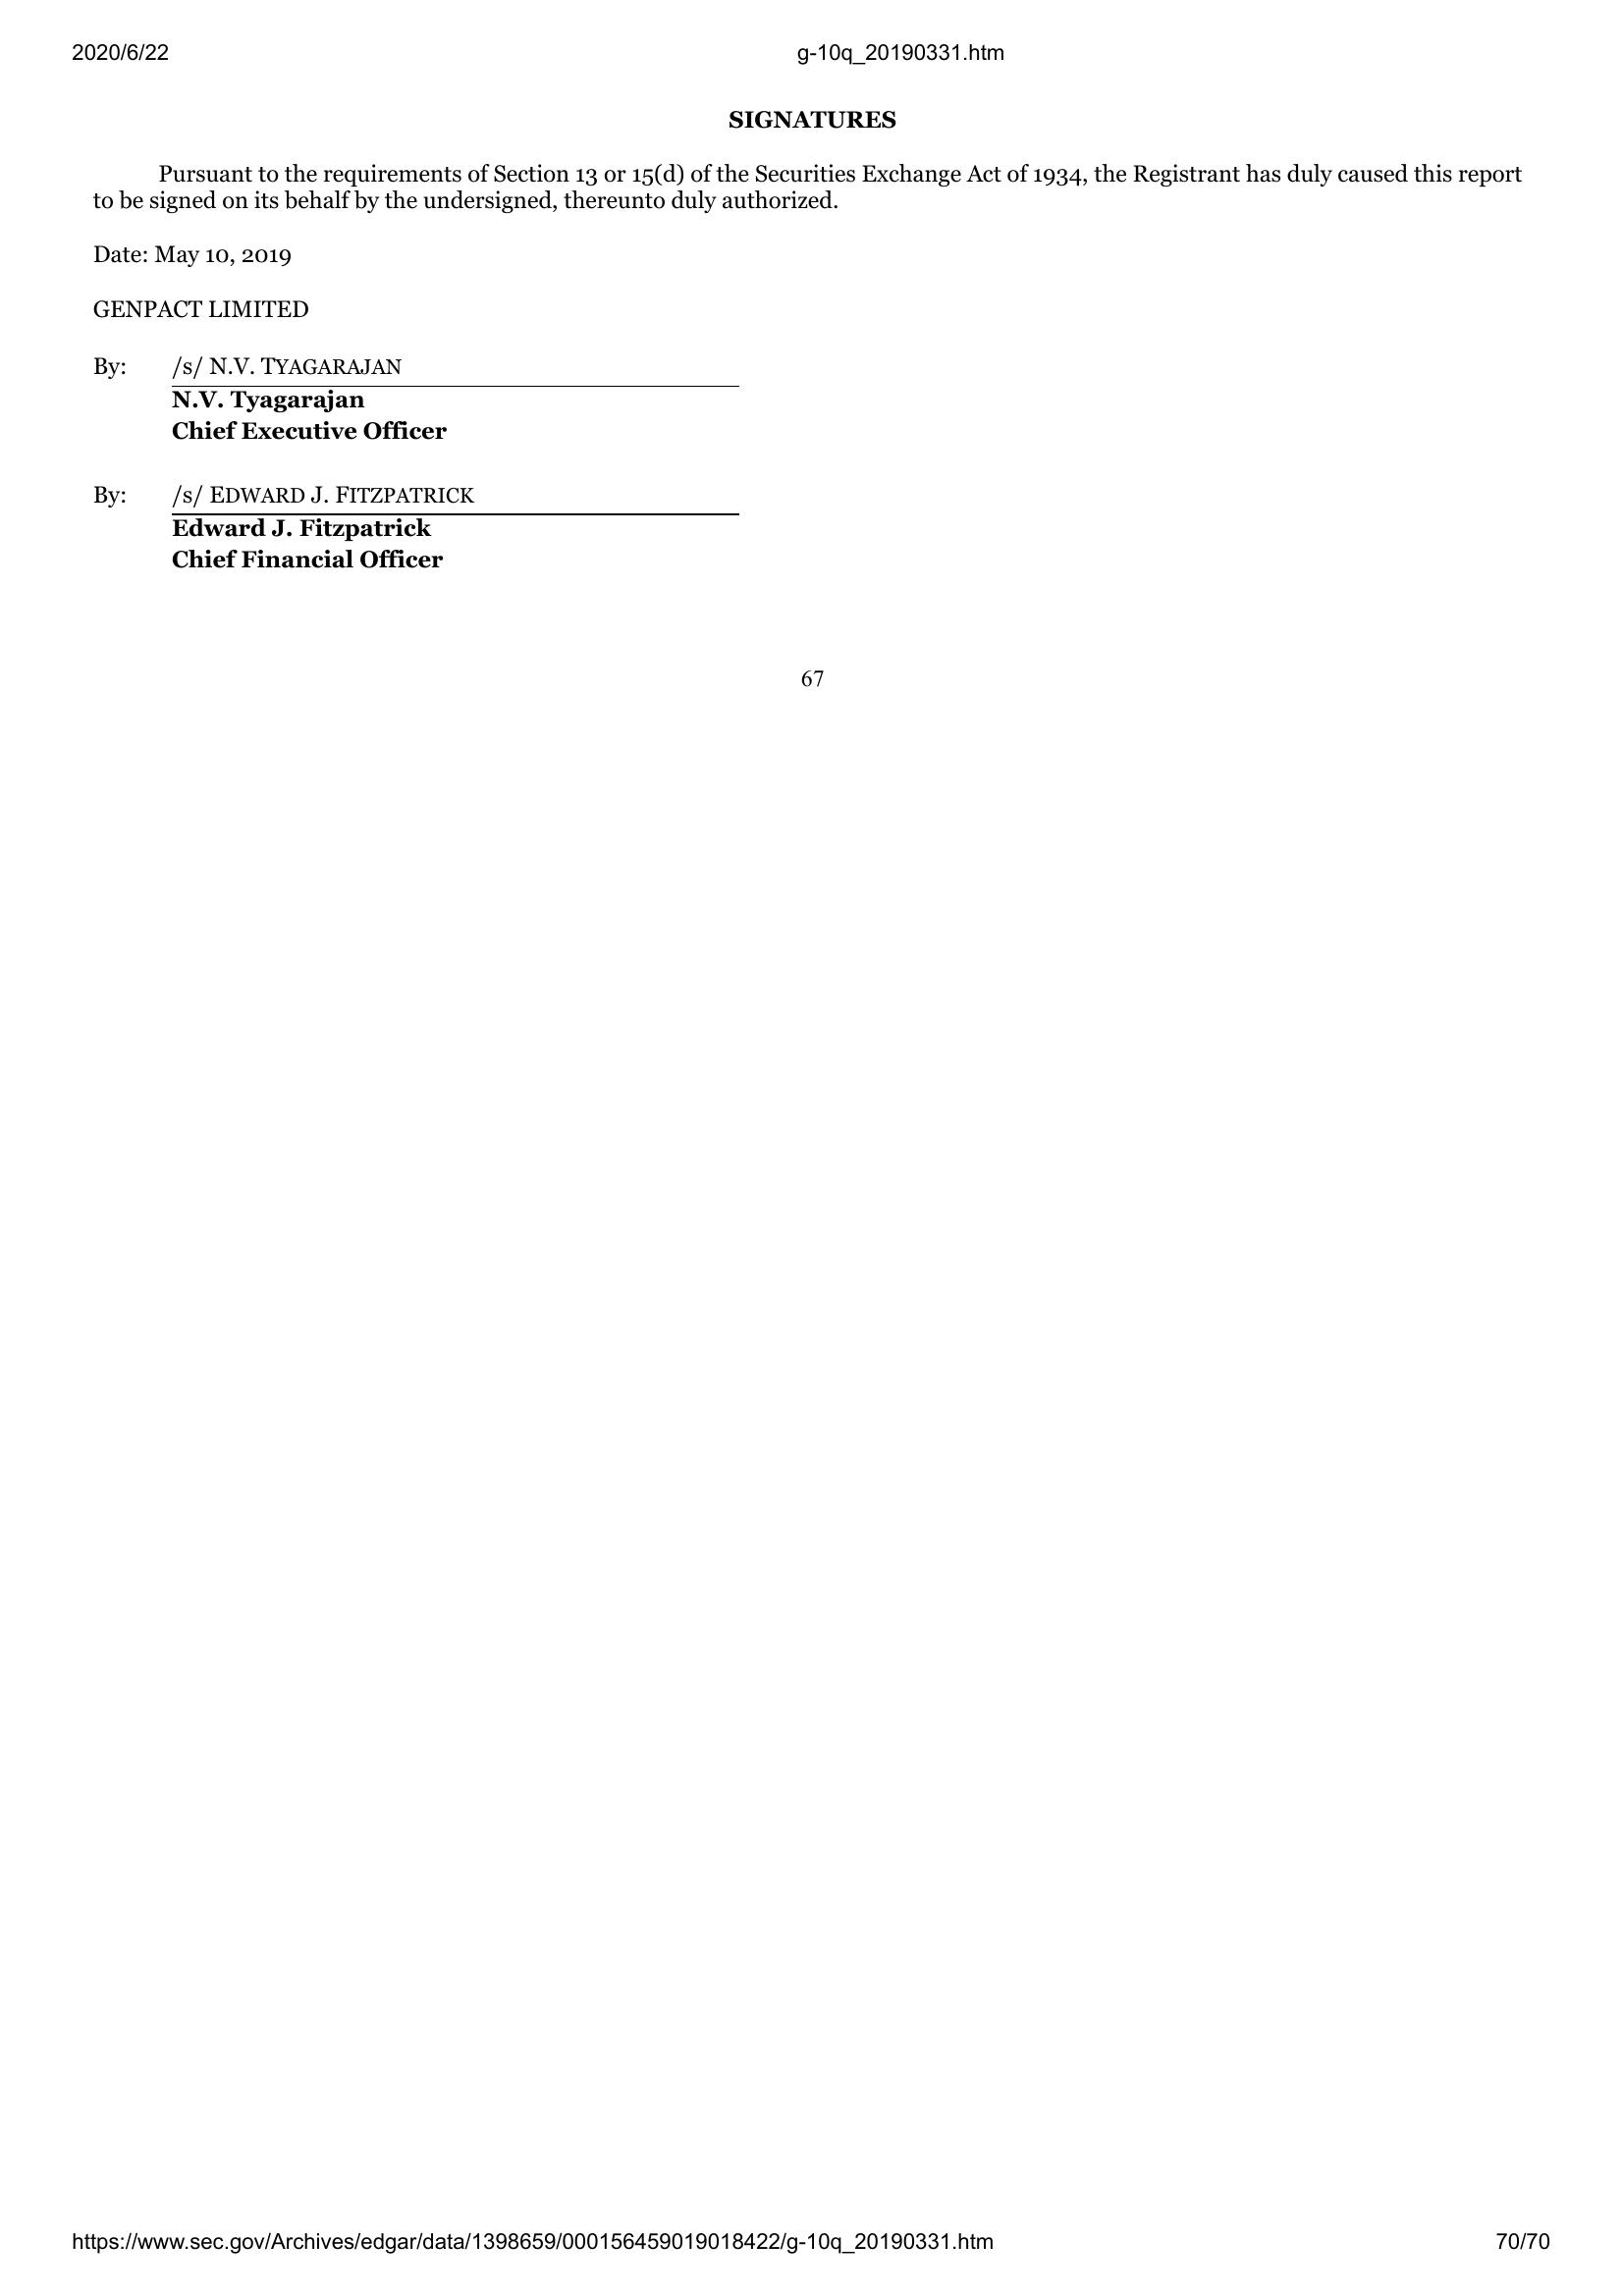 2020/6/22 g-10q_20190331.htm
SIGNATURES
Pursuant to the requirements of Section 13 or 15(d) of the Securities Exchange Act of 1934, the Registrant has duly caused this report
to be signed on its behalf by the undersigned, thereunto duly authorized.
Date: May 10, 2019
GENPACT LIMITED
By: /s/ N.V. TYAGARAJAN
N.V. Tyagarajan
Chief Executive Officer
By: /s/ EDWARD J. FITZPATRICK
Edward J. Fitzpatrick
Chief Financial Officer
67
https://www.sec.gov/Archives/edgar/data/1398659/000156459019018422/g-10q_20190331.htm 70/70